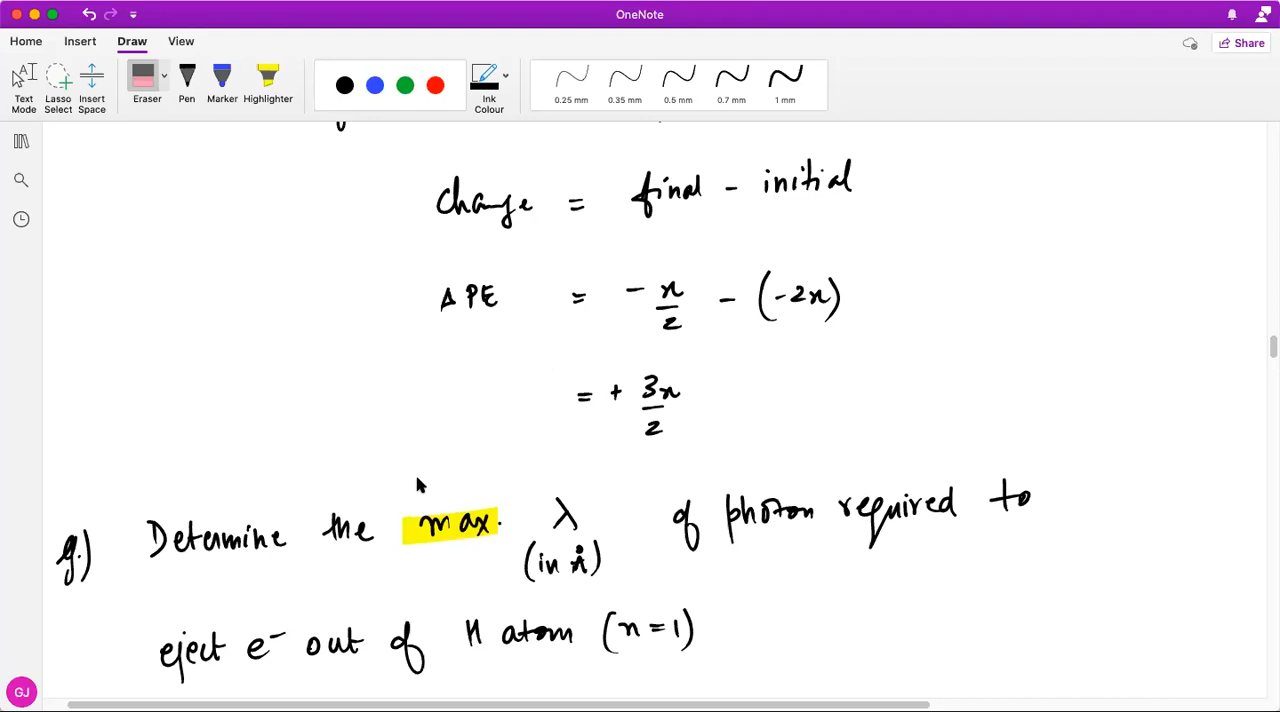 OneNote
Home Insert Draw View
Share
Text Mode
Lasso Select
Insert Space
Eraser
Pen
Marker
Highlighter
Ink Colour
0.25 mm
0.35 mm
0.5 mm
0.7 mm
1 mm
change = final - initial
Δ PE = - x/2 - (-2x)
= + 3x/2
g.) Determine the max. λ of photon required to
(in Å)
eject e⁻ out of H atom (n=1)
GJ